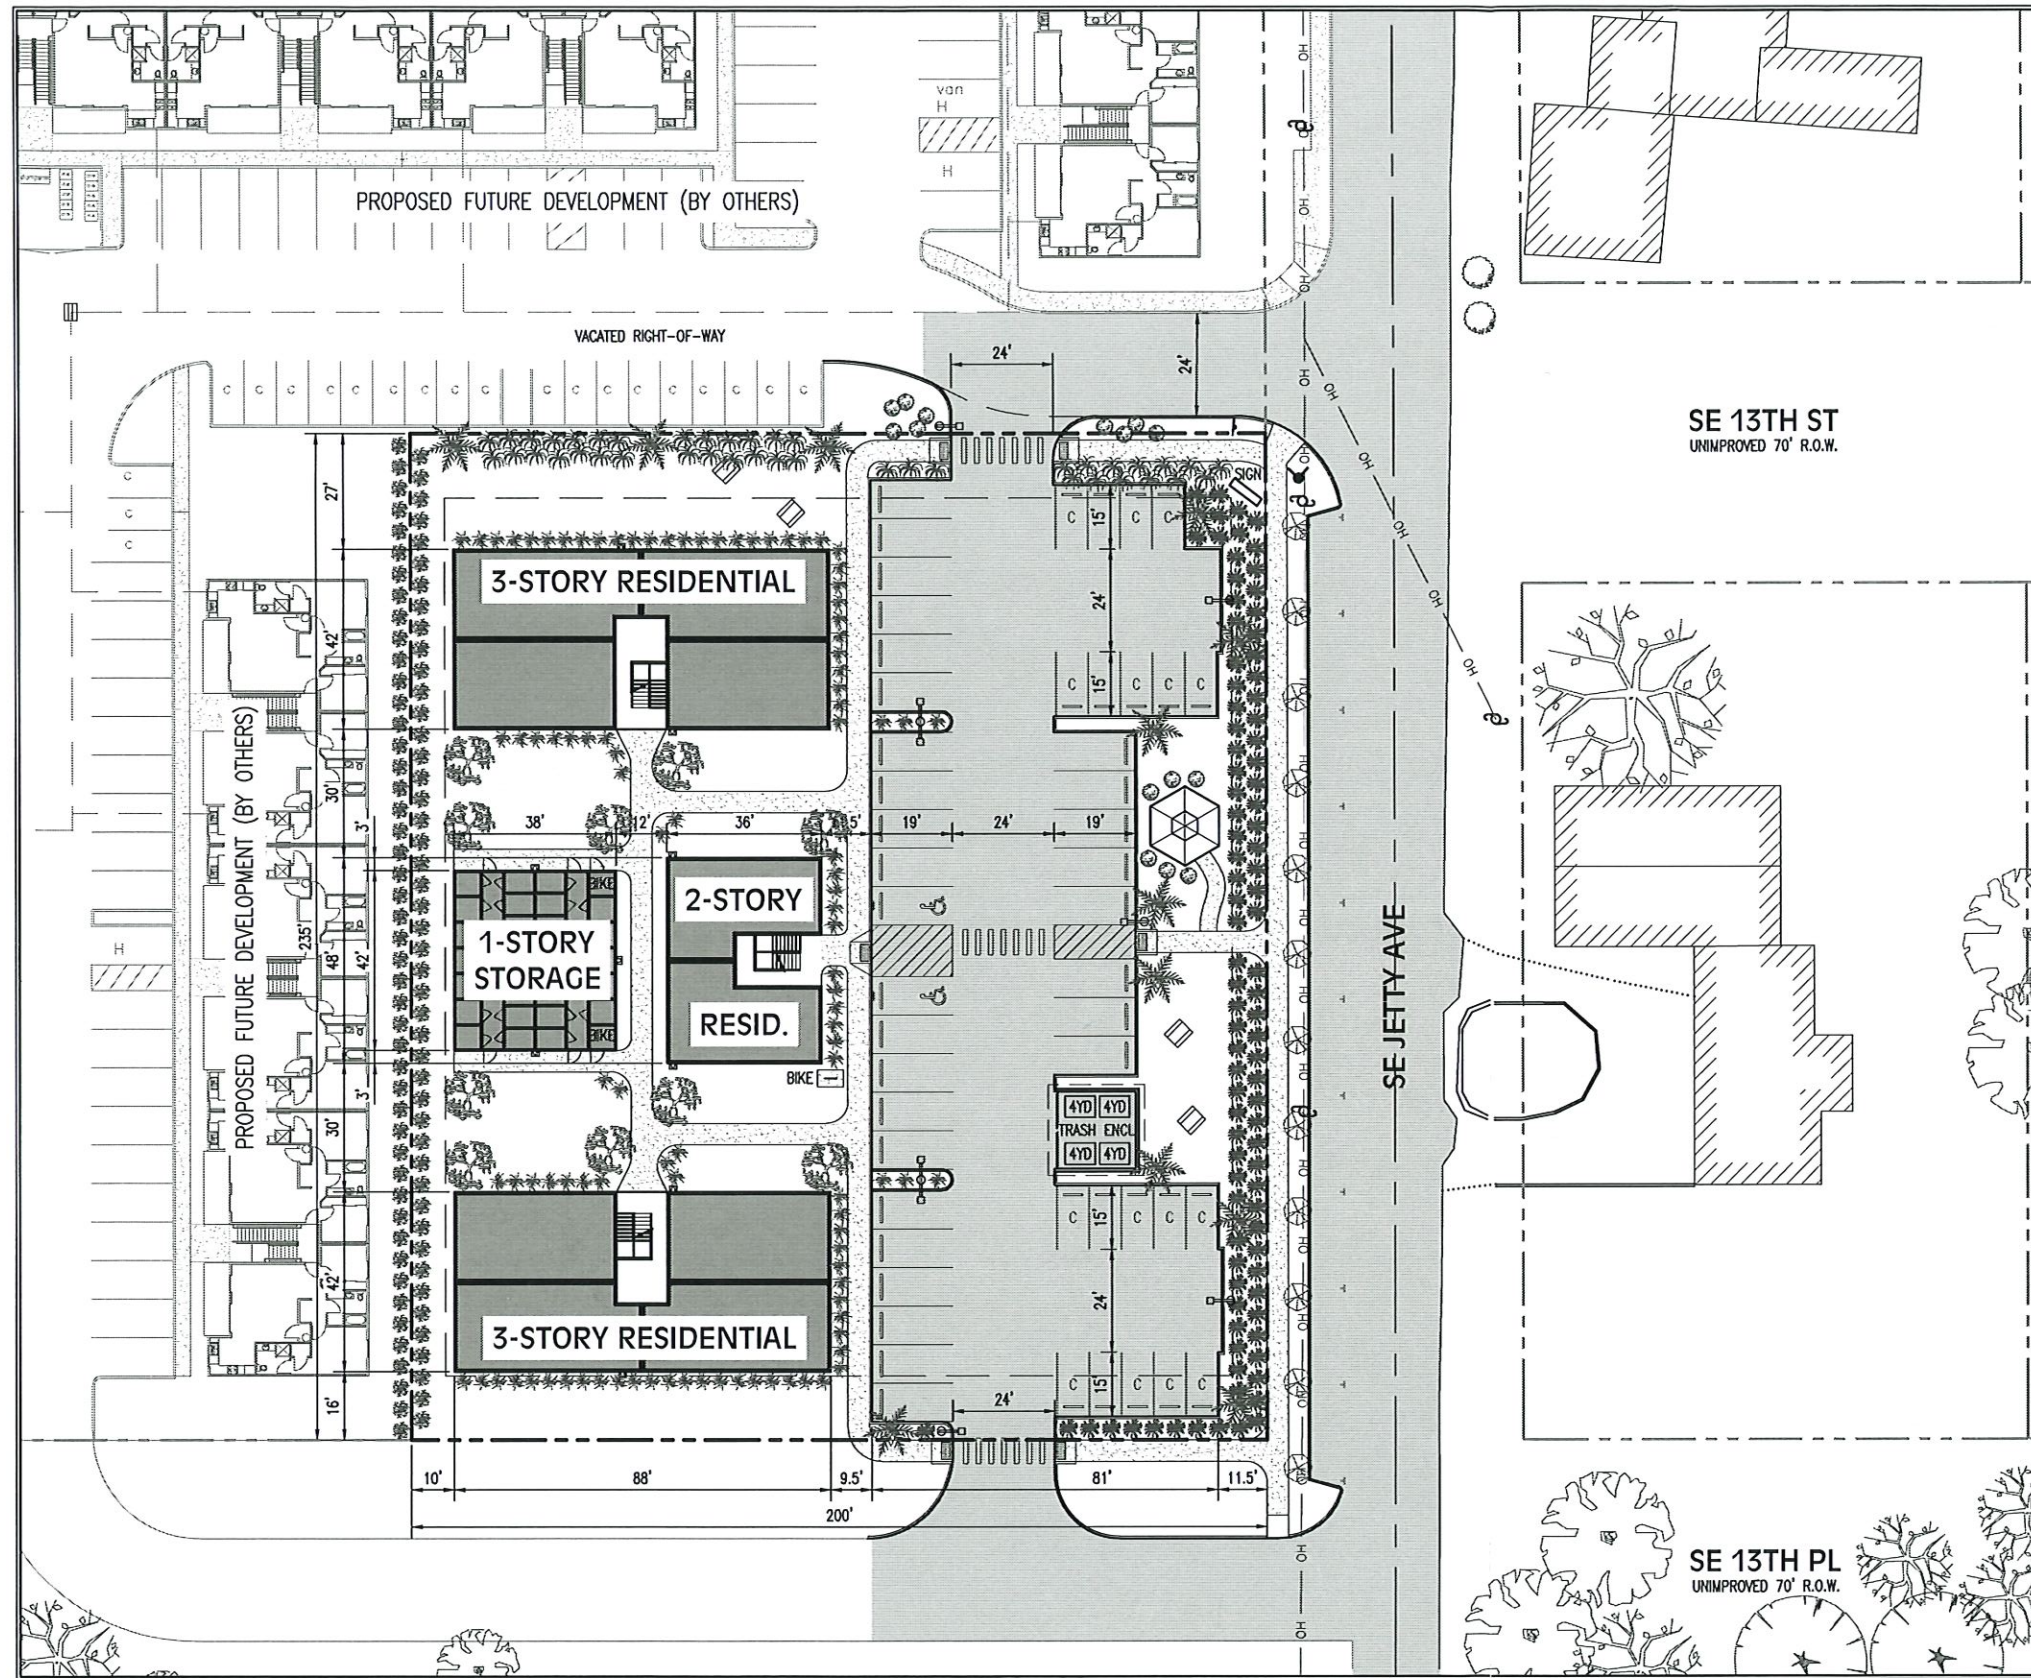 van
H
H
PROPOSED FUTURE DEVELOPMENT (BY OTHERS)
VACATED RIGHT-OF-WAY
24'
24'
C C C C C C C C C C C C C C C C C C
SE 13TH ST
UNIMPROVED 70' R.O.W.
SIGN
C
C
C
27'
C C C
15'
3-STORY RESIDENTIAL
24'
42'
C C C C
15'
PROPOSED FUTURE DEVELOPMENT (BY OTHERS)
30'
3'
38'
12'
36'
19'
24'
19'
BIKE
2-STORY
1-STORY
STORAGE
RESID.
BIKE
BIKE
235'
48'
42'
H
SE JETTY AVE
3'
30'
4YD 4YD
TRASH ENCL
4YD 4YD
C C C C
15'
24'
42'
3-STORY RESIDENTIAL
C C C C
15'
16'
24'
10'
88'
9.5'
81'
11.5'
200'
SE 13TH PL
UNIMPROVED 70' R.O.W.
OH